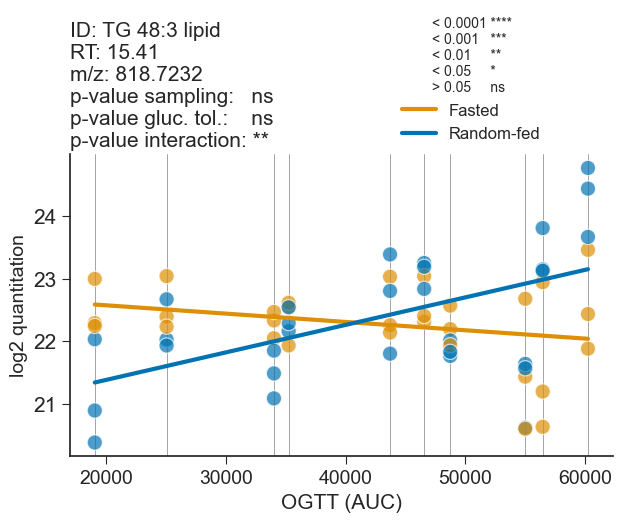 ID: TG 48:3 lipid
RT: 15.41
m/z: 818.7232
p-value sampling: ns
p-value gluc. tol.: ns
p-value interaction: **
< 0.0001 ****
< 0.001 ***
< 0.01 **
< 0.05 *
> 0.05 ns
Fasted
Random-fed
log2 quantitation
24
23
22
21
20000 30000 40000 50000 60000
OGTT (AUC)